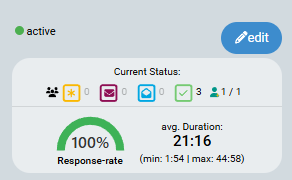 active
edit
Current Status:
0 0 0 3 1 / 1
100%
Response-rate
avg. Duration:
21:16
(min: 1:54 | max: 44:58)